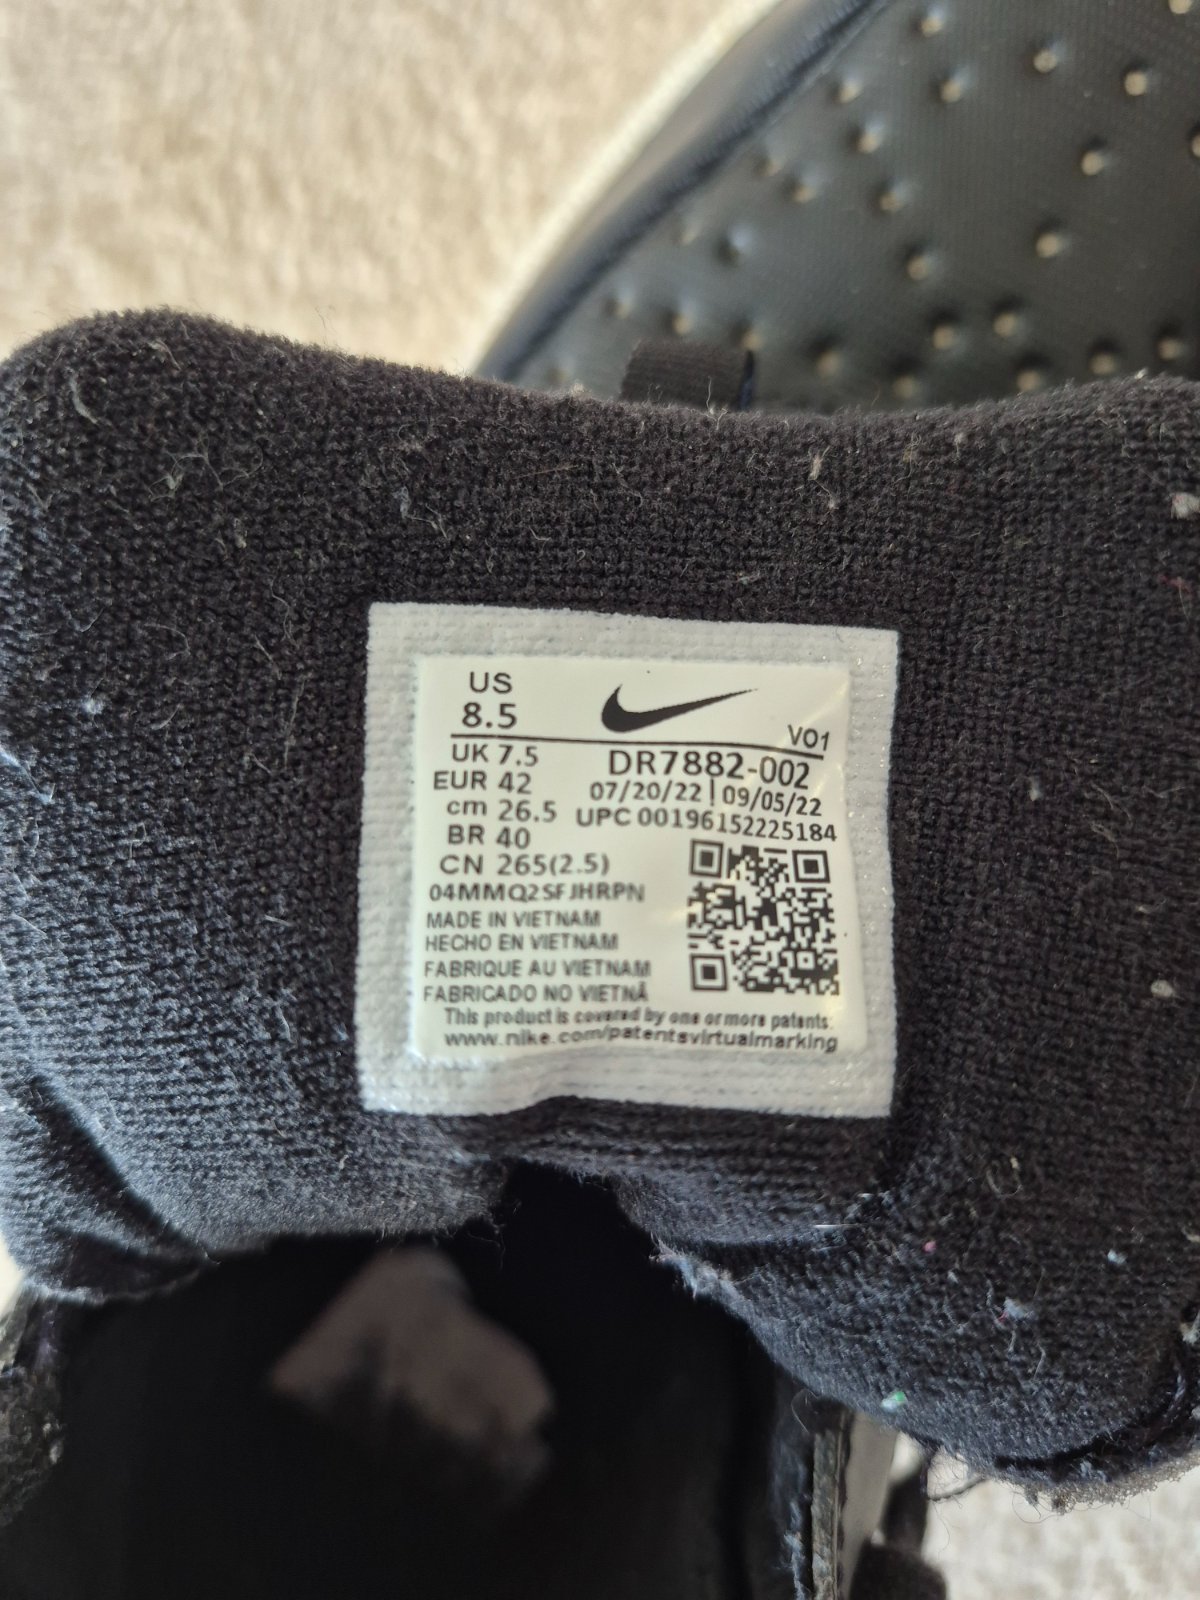 US
8.5
VO1
UK 7.5
DR7882-002
EUR 42
07/20/22 | 09/05/22
cm 26.5
UPC 00196152225184
BR 40
CN 265(2.5)
04MMQ2SFJHRPN
MADE IN VIETNAM
HECHO EN VIETNAM
FABRIQUE AU VIETNAM
FABRICADO NO VIETNÃ
This product is covered by one or more patents:
www.nike.com/patentsvirtualmarking